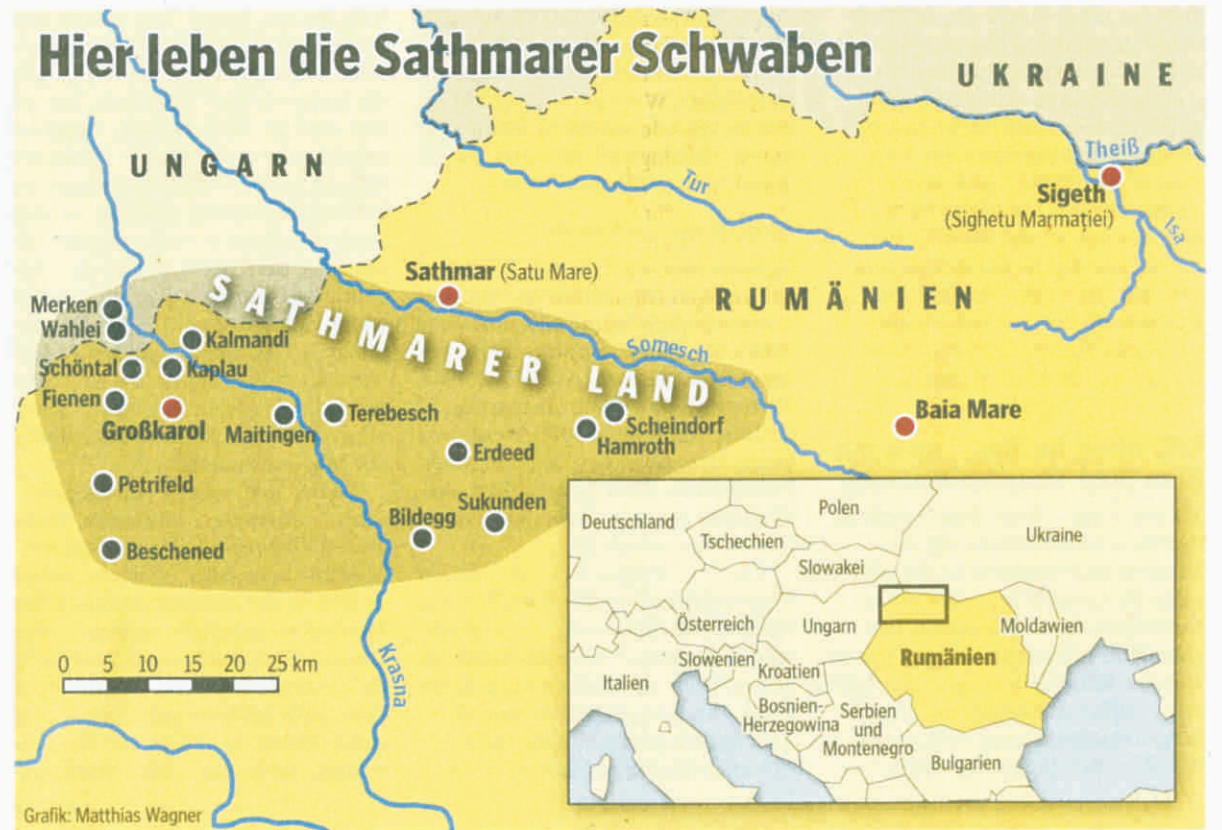 Hier leben die Sathmarer Schwaben
UKRAINE
UNGARN
Theiß
Tur
Sigeth
(Sighetu Marmației)
Isa
Sathmar (Satu Mare)
RUMÄNIEN
SATHMARER LAND
Merken
Wahlei
Kalmandi
Somesch
Schöntal
Kaplau
Fienen
Großkarol
Maitingen
Terebesch
Scheindorf
Hamroth
Baia Mare
Erdeed
Petrifeld
Sukunden
Bildegg
Beschened
Krasna
0 5 10 15 20 25 km
Deutschland
Polen
Tschechien
Ukraine
Slowakei
Österreich
Ungarn
Moldawien
Slowenien
Kroatien
Rumänien
Italien
Bosnien-
Herzegowina
Serbien
und
Montenegro
Bulgarien
Grafik: Matthias Wagner